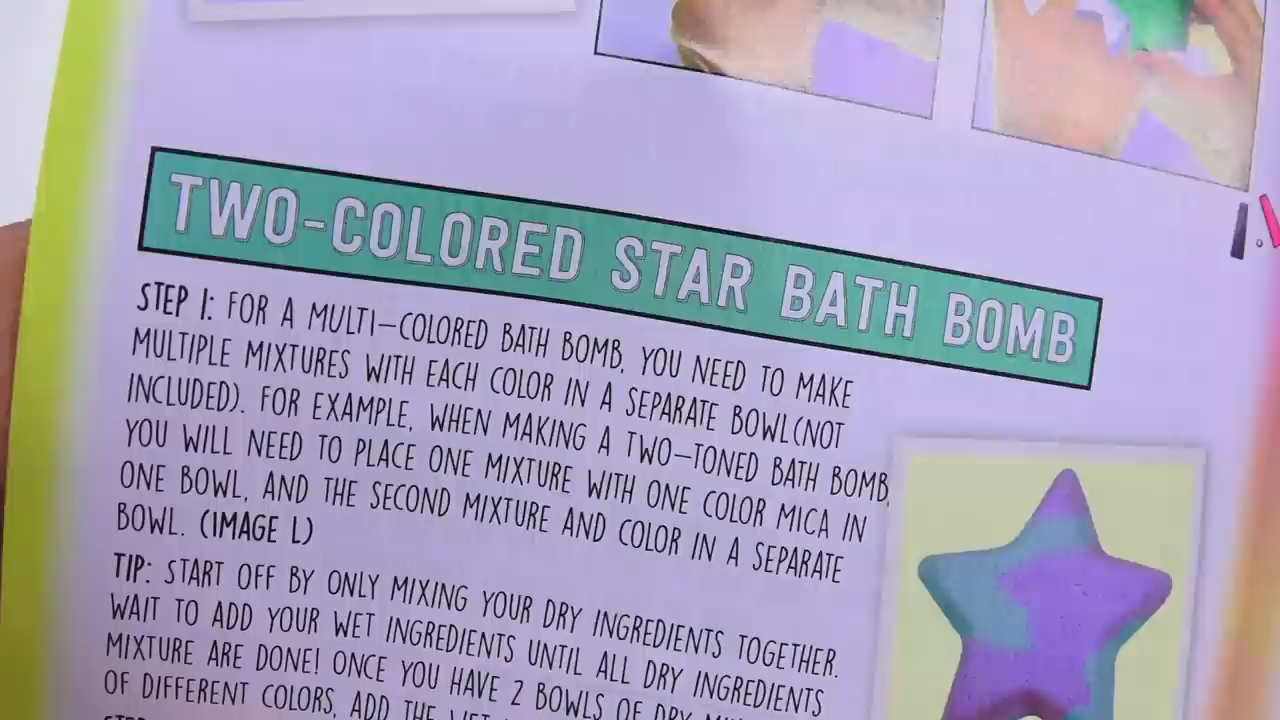 TWO-COLORED STAR BATH BOMB
STEP 1: FOR A MULTI-COLORED BATH BOMB, YOU NEED TO MAKE
MULTIPLE MIXTURES WITH EACH COLOR IN A SEPARATE BOWL(NOT
INCLUDED). FOR EXAMPLE, WHEN MAKING A TWO-TONED BATH BOMB,
YOU WILL NEED TO PLACE ONE MIXTURE WITH ONE COLOR MICA IN
ONE BOWL, AND THE SECOND MIXTURE AND COLOR IN A SEPARATE
BOWL. (IMAGE L)
TIP: START OFF BY ONLY MIXING YOUR DRY INGREDIENTS TOGETHER.
WAIT TO ADD YOUR WET INGREDIENTS UNTIL ALL DRY INGREDIENTS
MIXTURE ARE DONE! ONCE YOU HAVE 2 BOWLS OF DRY
OF DIFFERENT COLORS, ADD THE WET